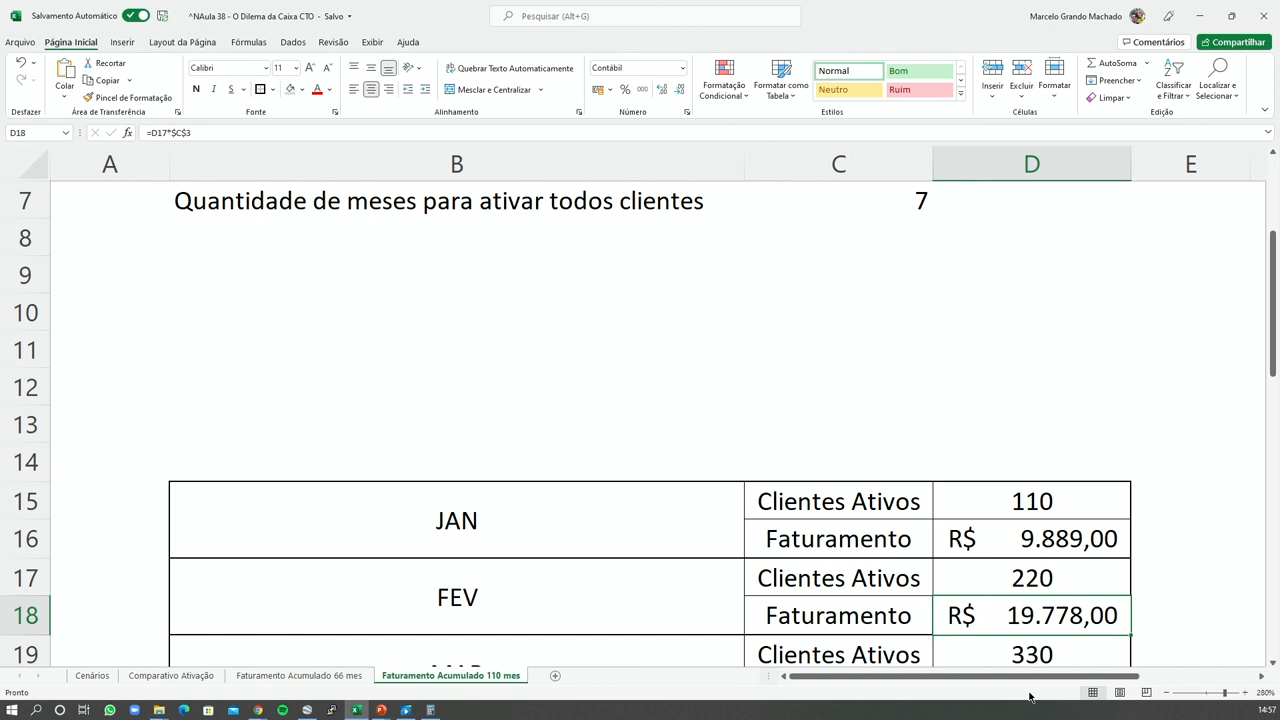 Salvamento Automático
^NAula 38 - O Dilema da Caixa CTO - Salvo
Pesquisar (Alt+G)
Marcelo Grando Machado
Arquivo Página Inicial Inserir Layout da Página Fórmulas Dados Revisão Exibir Ajuda
Comentários
Compartilhar
Colar
Recortar
Copiar
Pincel de Formatação
Calibri 11
N I S
A A
Quebrar Texto Automaticamente
Mesclar e Centralizar
Contábil
% 000
Formatação Condicional
Formatar como Tabela
Normal Bom
Neutro Ruim
Inserir Excluir Formatar
AutoSoma
Preencher
Limpar
Classificar e Filtrar
Localizar e Selecionar
Desfazer Área de Transferência Fonte Alinhamento Número Estilos Células Edição
D18 fx =D17*$C$3
A B C D E
7 Quantidade de meses para ativar todos clientes 7
8
9
10
11
12
13
14
15 JAN Clientes Ativos 110
16 Faturamento R$ 9.889,00
17 FEV Clientes Ativos 220
18 Faturamento R$ 19.778,00
19 Clientes Ativos 330
Cenários Comparativo Ativação Faturamento Acumulado 66 mes Faturamento Acumulado 110 mes
Pronto
280%
14:57